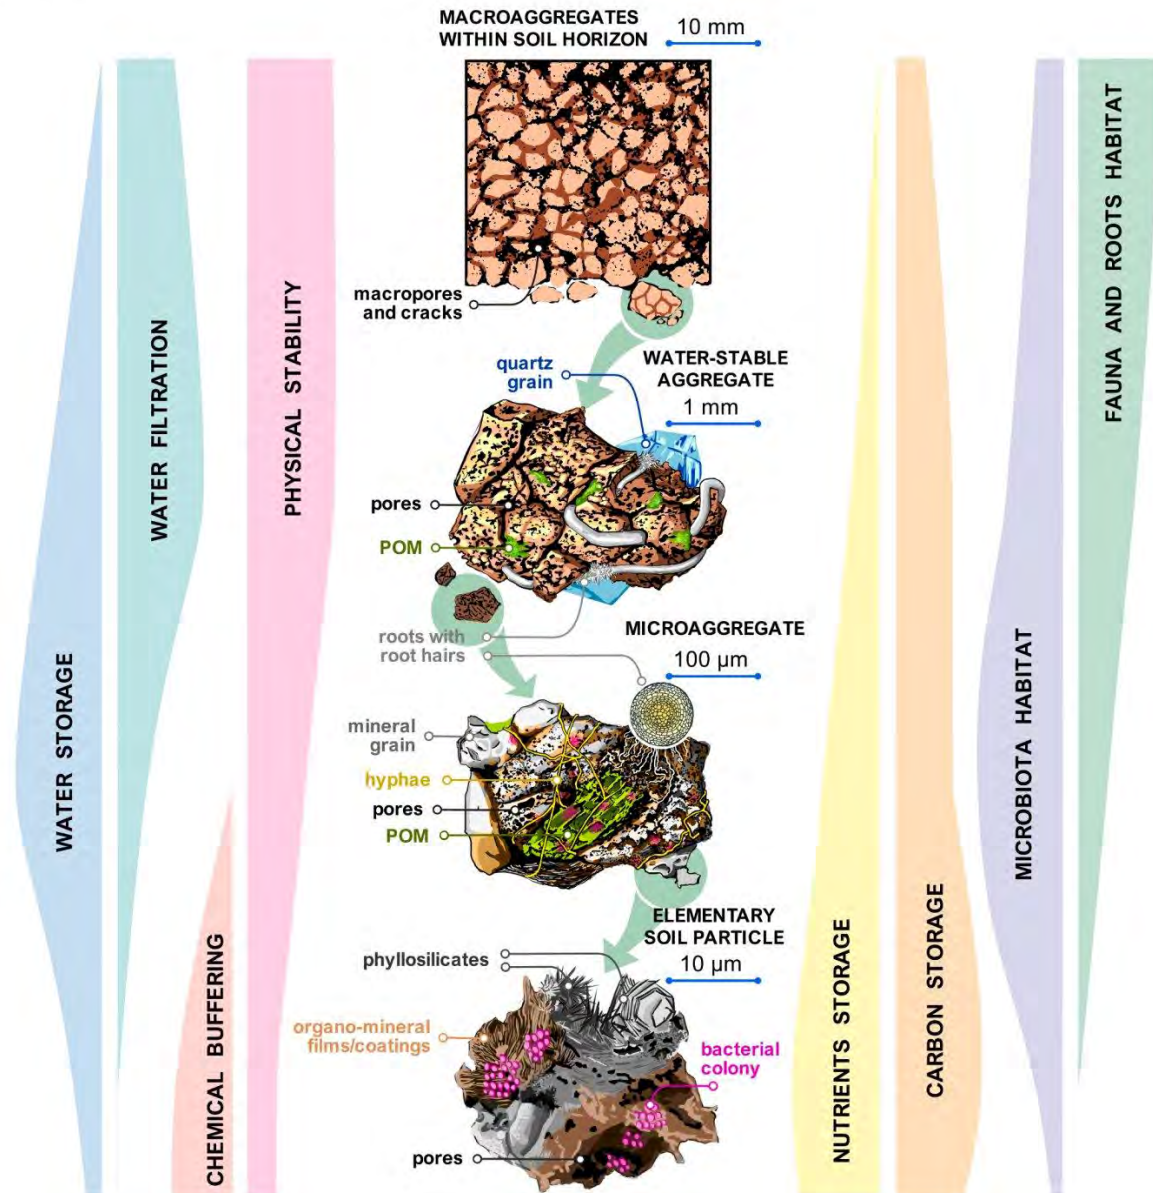 MACROAGGREGATES
WITHIN SOIL HORIZON
10 mm
macropores
and cracks
quartz
grain
WATER-STABLE
AGGREGATE
1 mm
pores
POM
roots with
root hairs
MICROAGGREGATE
100 µm
mineral
grain
hyphae
pores
POM
ELEMENTARY
SOIL PARTICLE
10 µm
phyllosilicates
organo-mineral
films/coatings
bacterial
colony
pores
WATER STORAGE
WATER FILTRATION
CHEMICAL BUFFERING
PHYSICAL STABILITY
NUTRIENTS STORAGE
CARBON STORAGE
MICROBIOTA HABITAT
FAUNA AND ROOTS HABITAT